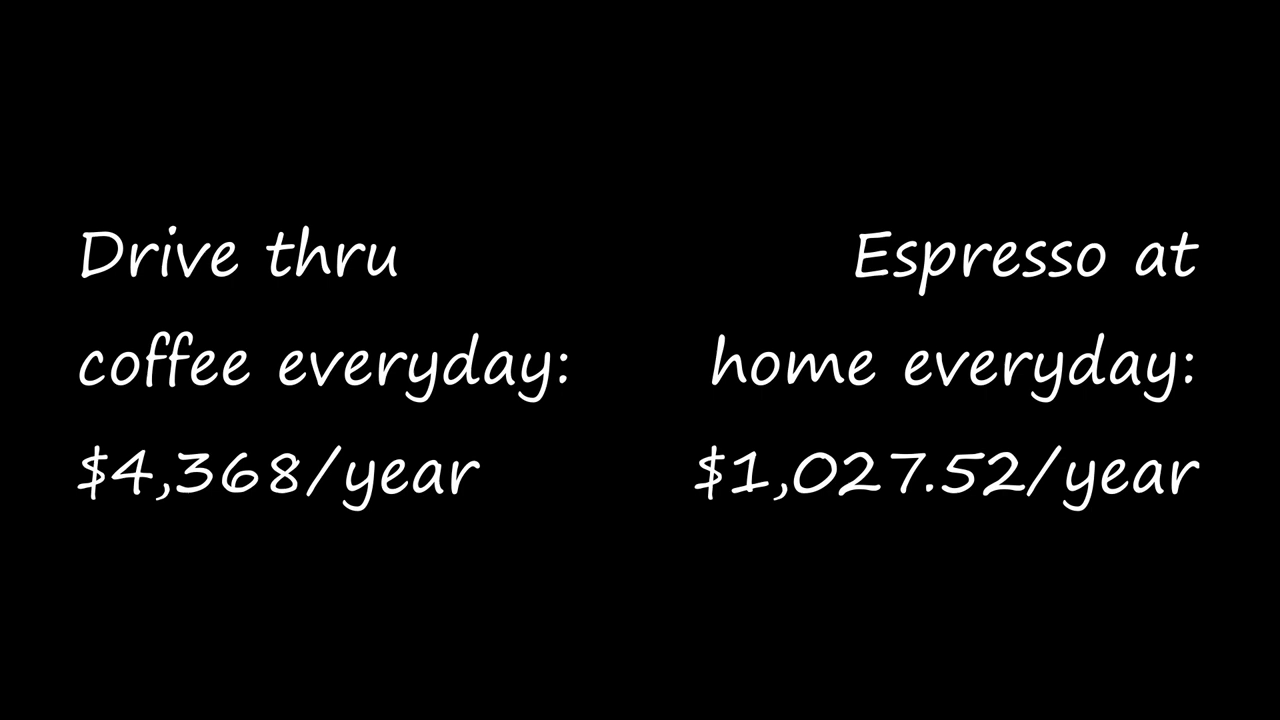 Drive thru
coffee everyday:
$4,368/year
Espresso at
home everyday:
$1,027.52/year